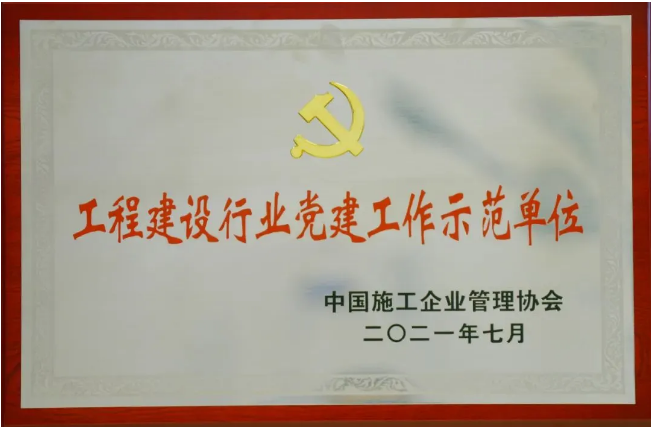 工程建设行业党建工作示范单位
中国施工企业管理协会
二〇二一年七月